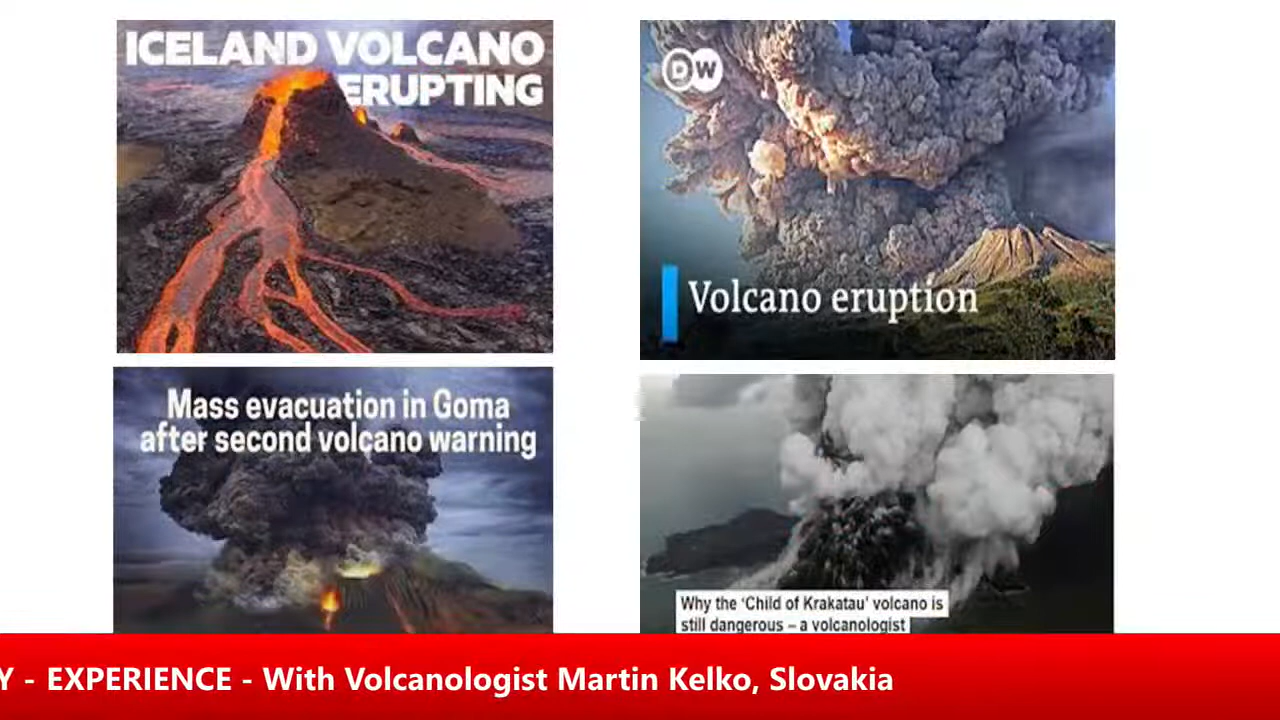 ICELAND VOLCANO
ERUPTING
DW
Volcano eruption
Mass evacuation in Goma
after second volcano warning
Why the ‘Child of Krakatau’ volcano is
still dangerous – a volcanologist
Y - EXPERIENCE - With Volcanologist Martin Kelko, Slovakia